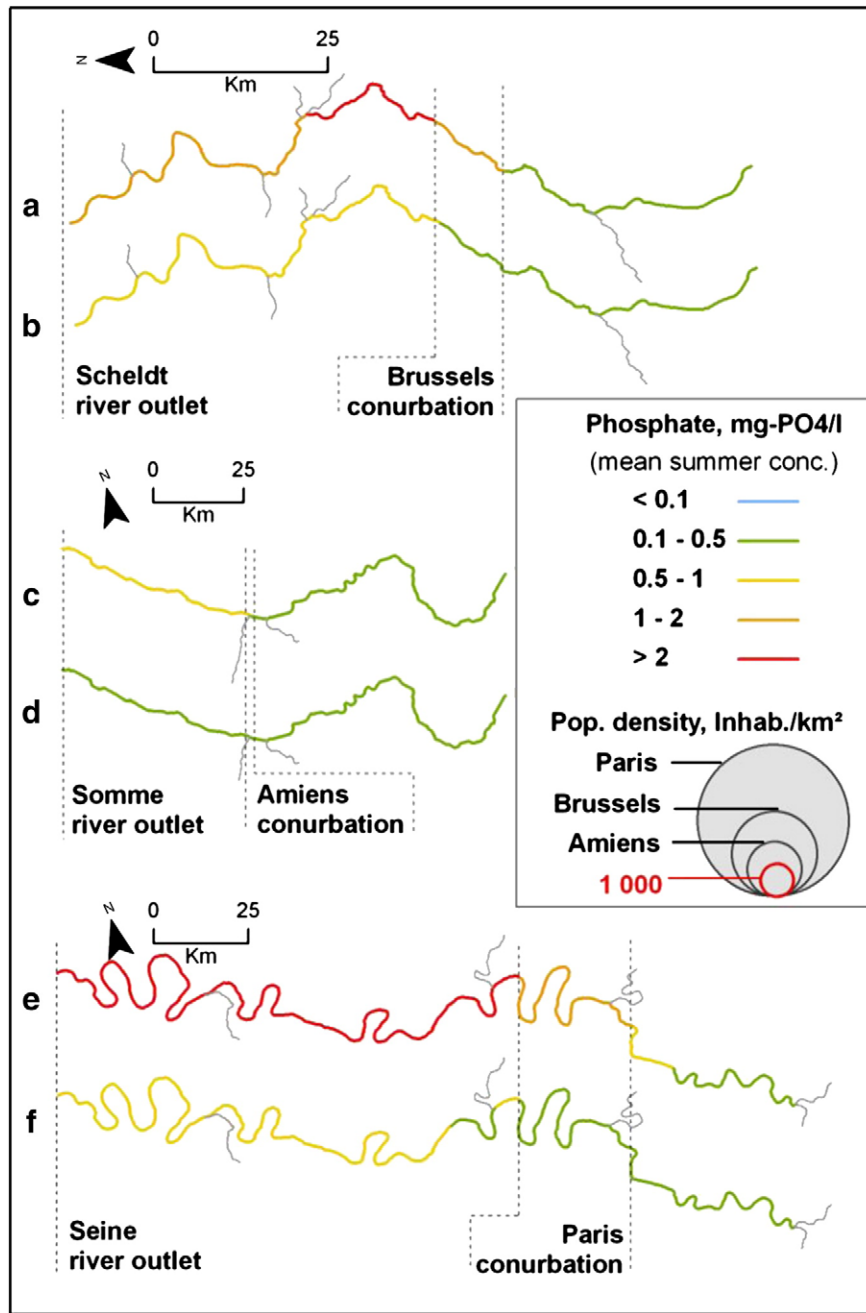 0 25
N
Km
a
b
Scheldt
river outlet
Brussels
conurbation
N
0 25
Km
c
d
Somme
river outlet
Amiens
conurbation
Phosphate, mg-PO4/l
(mean summer conc.)
< 0.1
0.1 - 0.5
0.5 - 1
1 - 2
> 2
Pop. density, Inhab./km²
Paris
Brussels
Amiens
1 000
N
0 25
Km
e
f
Seine
river outlet
Paris
conurbation